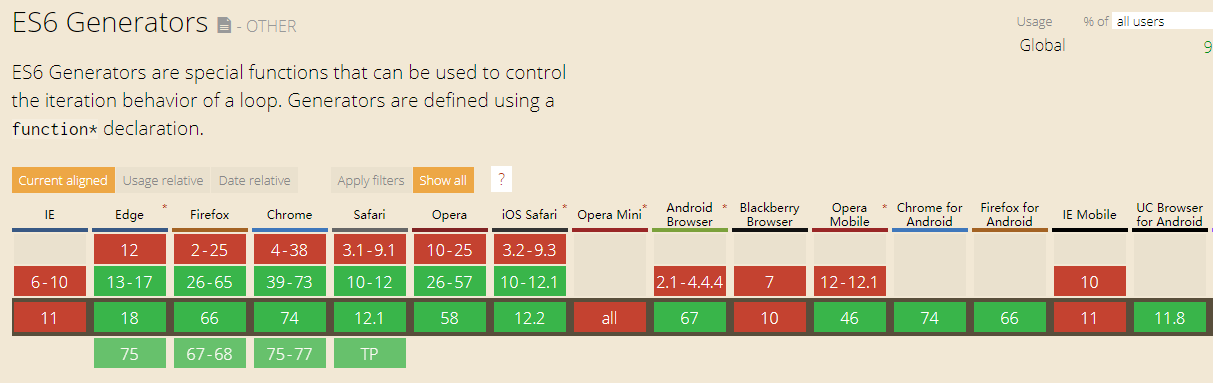 ES6 Generators - OTHER
Usage % of all users
Global 9
ES6 Generators are special functions that can be used to control
the iteration behavior of a loop. Generators are defined using a
function* declaration.
Current aligned Usage relative Date relative Apply filters Show all ?
IE Edge * Firefox Chrome Safari Opera iOS Safari * Opera Mini * Android Browser * Blackberry Browser Opera Mobile * Chrome for Android Firefox for Android IE Mobile UC Browser for Android
12 2-25 4-38 3.1-9.1 10-25 3.2-9.3
6-10 13-17 26-65 39-73 10-12 26-57 10-12.1 2.1-4.4.4 7 12-12.1 10
11 18 66 74 12.1 58 12.2 all 67 10 46 74 66 11 11.8
75 67-68 75-77 TP